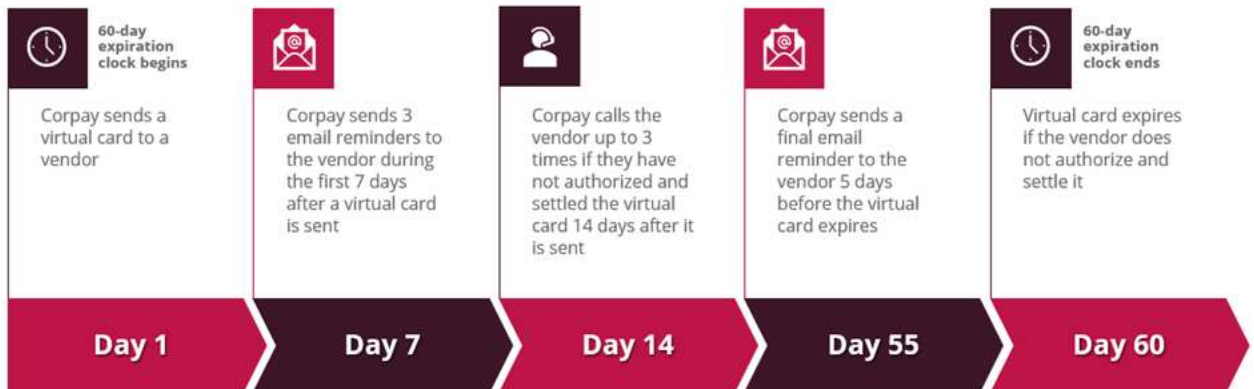 60-day
expiration
clock begins
Corpay sends a
virtual card to a
vendor
Day 1
Corpay sends 3
email reminders to
the vendor during
the first 7 days
after a virtual card
is sent
Day 7
Corpay calls the
vendor up to 3
times if they have
not authorized and
settled the virtual
card 14 days after it
is sent
Day 14
Corpay sends a
final email
reminder to the
vendor 5 days
before the virtual
card expires
Day 55
60-day
expiration
clock ends
Virtual card expires
if the vendor does
not authorize and
settle it
Day 60